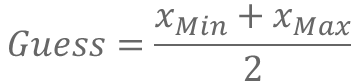 Guess = (x_Min + x_Max) / 2